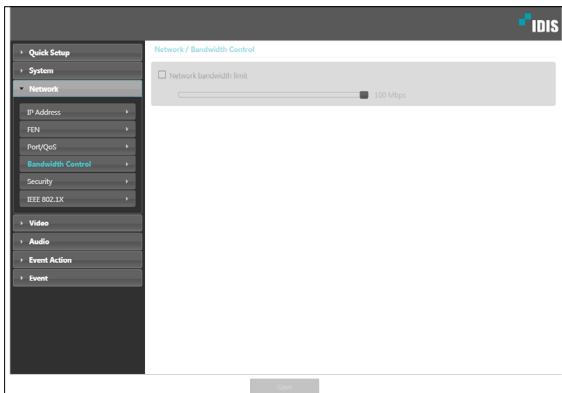 IDIS
Quick Setup
System
Network
IP Address
FEN
Port/QoS
Bandwidth Control
Security
IEEE 802.1X
Video
Audio
Event Action
Event
Network / Bandwidth Control
Network bandwidth limit
100 Mbps
Save